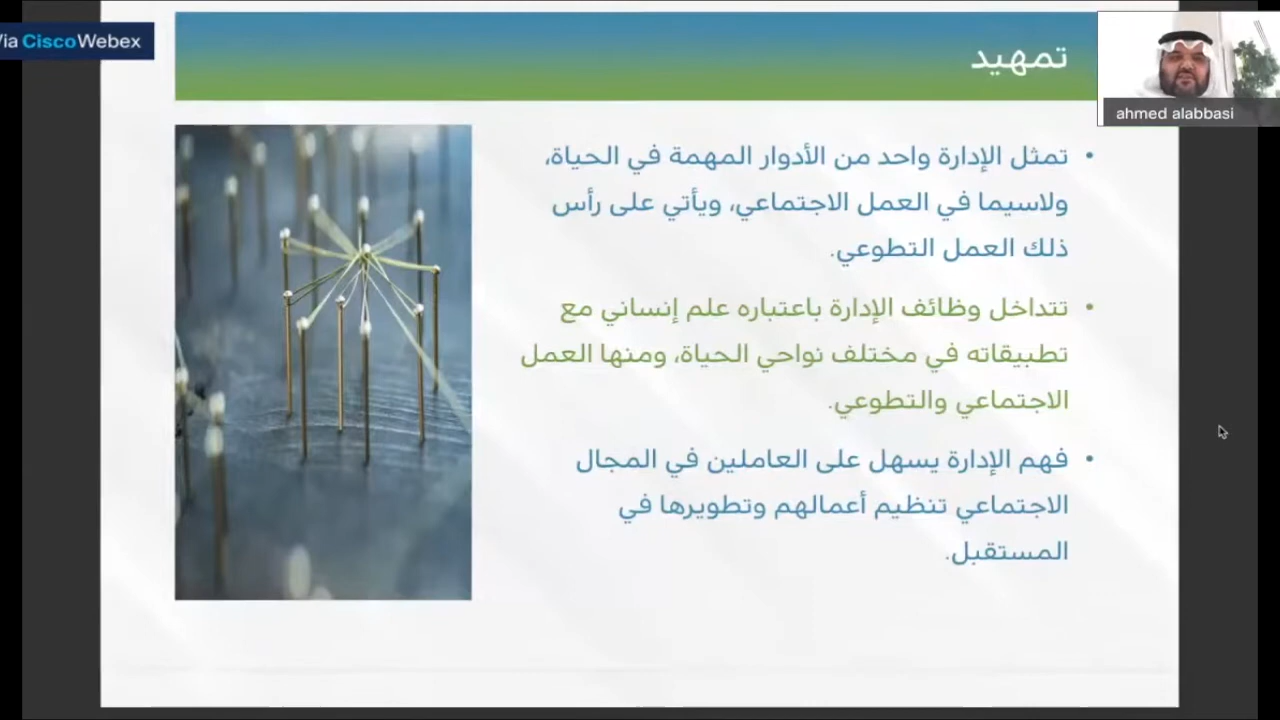 Via Cisco Webex
تمهيد
ahmed alabbasi
• تمثل الإدارة واحد من الأدوار المهمة في الحياة،
ولاسيما في العمل الاجتماعي، ويأتي على رأس
ذلك العمل التطوعي.
• تتداخل وظائف الإدارة باعتباره علم إنساني مع
تطبيقاته في مختلف نواحي الحياة، ومنها العمل
الاجتماعي والتطوعي.
• فهم الإدارة يسهل على العاملين في المجال
الاجتماعي تنظيم أعمالهم وتطويرها في
المستقبل.